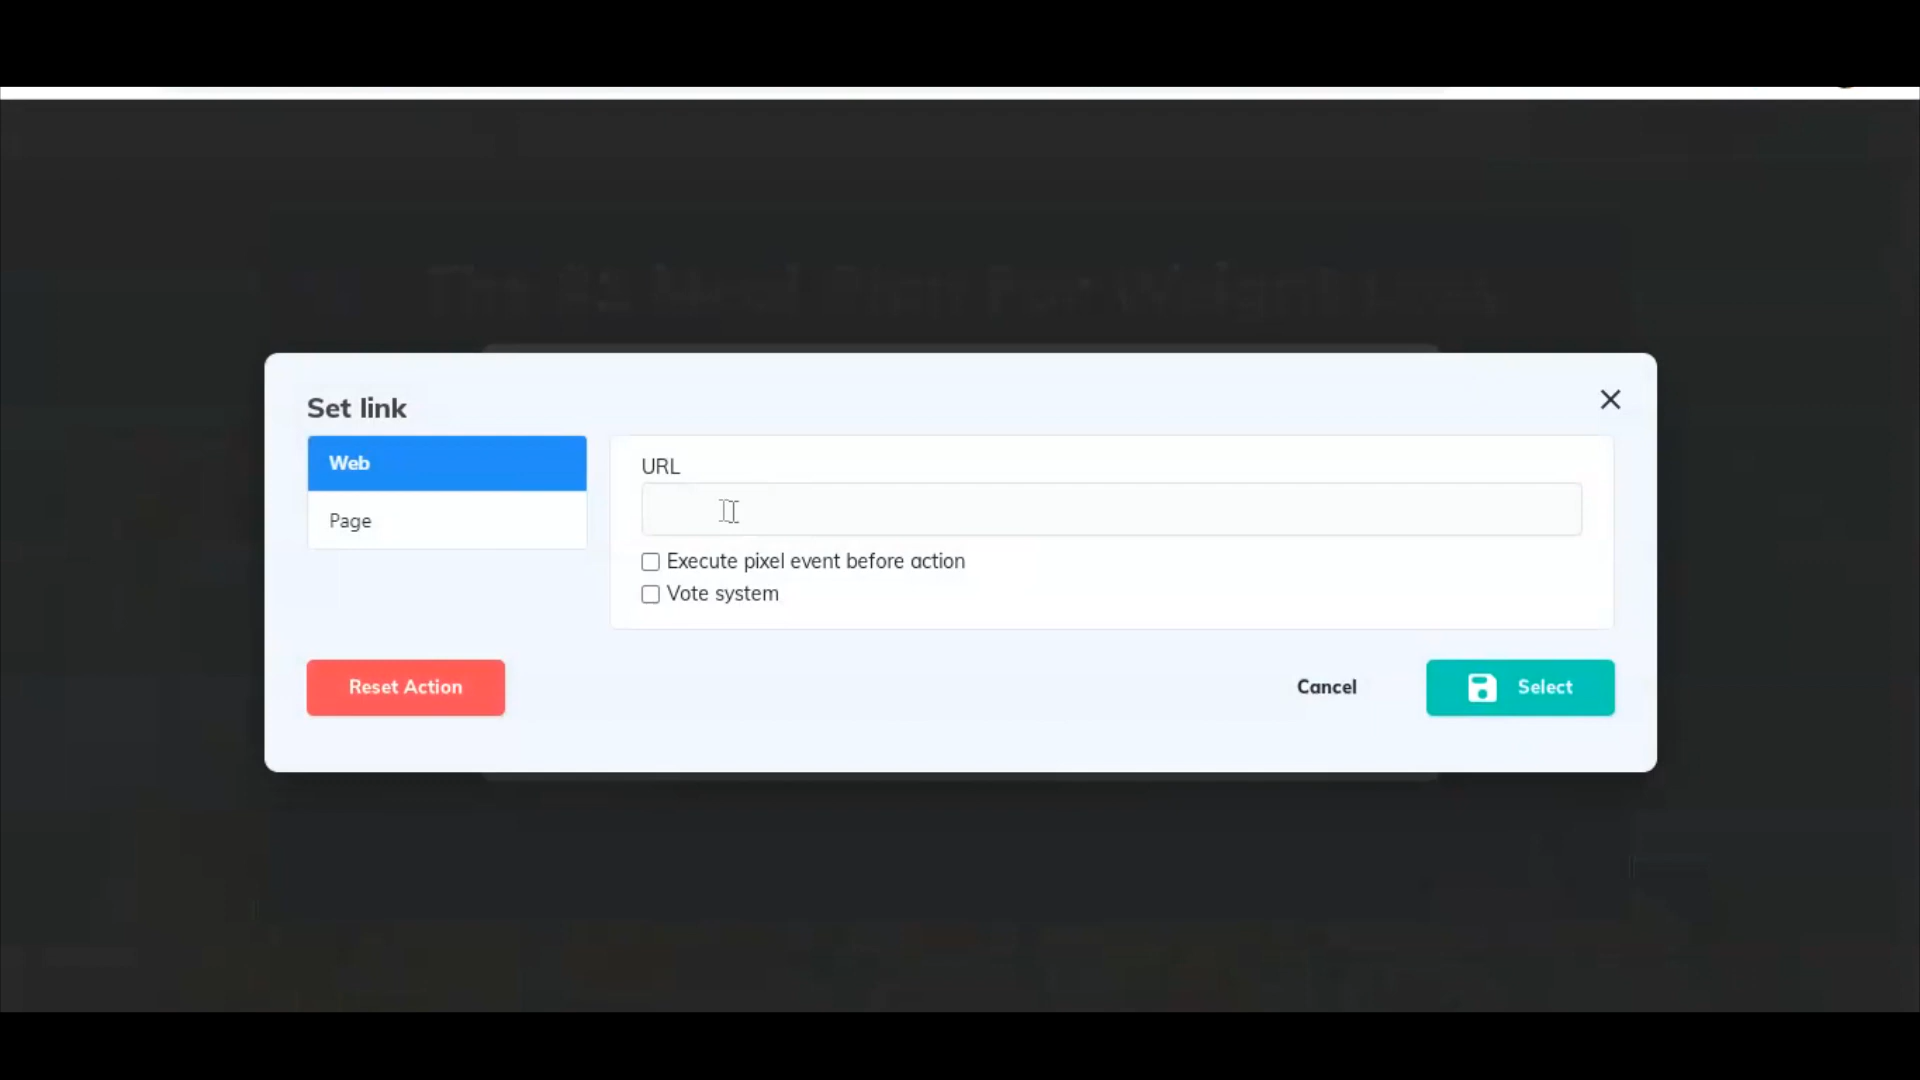 Set link
Web
Page
URL
Execute pixel event before action
Vote system
Reset Action
Cancel
Select